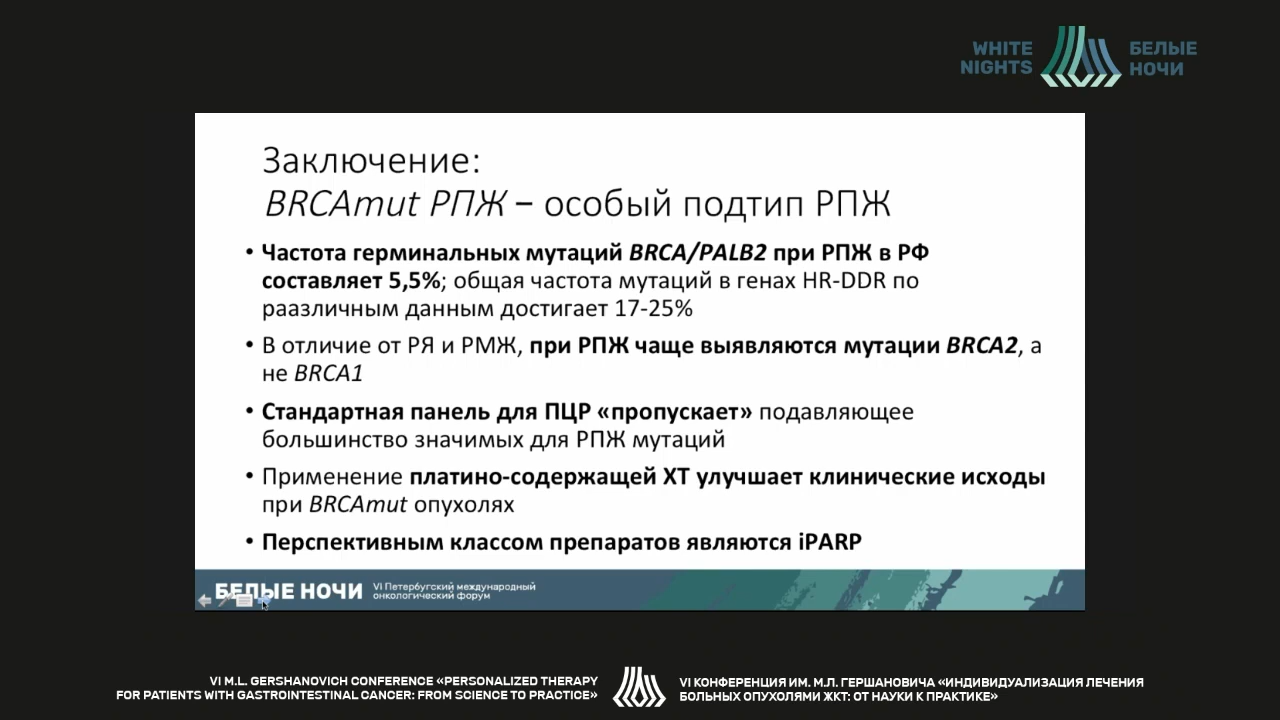 WHITE
NIGHTS
БЕЛЫЕ
НОЧИ
Заключение:
BRCAmut РПЖ – особый подтип РПЖ
• Частота герминальных мутаций BRCA/PALB2 при РПЖ в РФ
составляет 5,5%; общая частота мутаций в генах HR-DDR по
раазличным данным достигает 17-25%
• В отличие от РЯ и РМЖ, при РПЖ чаще выявляются мутации BRCA2, а
не BRCA1
• Стандартная панель для ПЦР «пропускает» подавляющее
большинство значимых для РПЖ мутаций
• Применение платино-содержащей ХТ улучшает клинические исходы
при BRCAmut опухолях
• Перспективным классом препаратов являются iPARP
БЕЛЫЕ НОЧИ
VI Петербугский международный
онкологический форум
VI M.L. GERSHANOVICH CONFERENCE «PERSONALIZED THERAPY
FOR PATIENTS WITH GASTROINTESTINAL CANCER: FROM SCIENCE TO PRACTICE»
VI КОНФЕРЕНЦИЯ ИМ. М.Л. ГЕРШАНОВИЧА «ИНДИВИДУАЛИЗАЦИЯ ЛЕЧЕНИЯ
БОЛЬНЫХ ОПУХОЛЯМИ ЖКТ: ОТ НАУКИ К ПРАКТИКЕ»